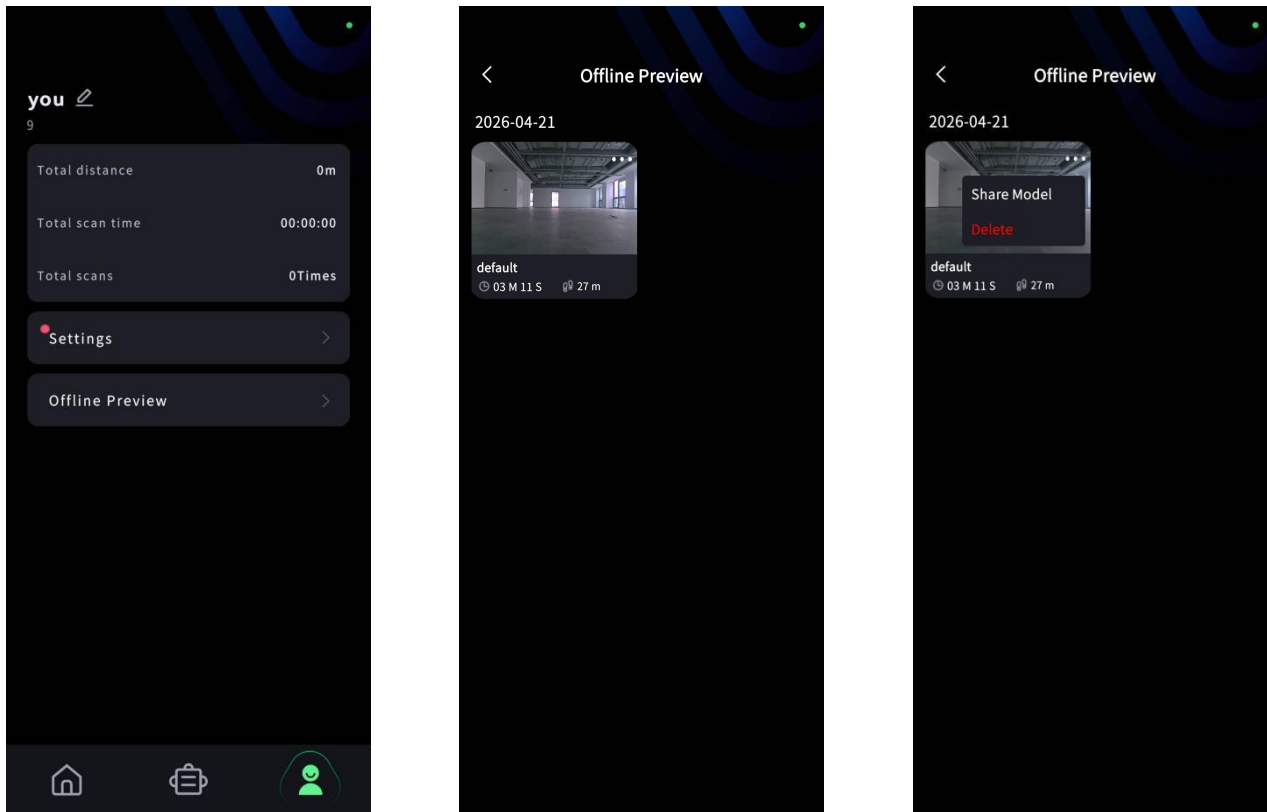 you
9
Total distance 0m
Total scan time 00:00:00
Total scans 0Times
Settings
Offline Preview
Offline Preview
2026-04-21
default
03 M 11 S 27 m
Offline Preview
2026-04-21
Share Model
Delete
default
03 M 11 S 27 m